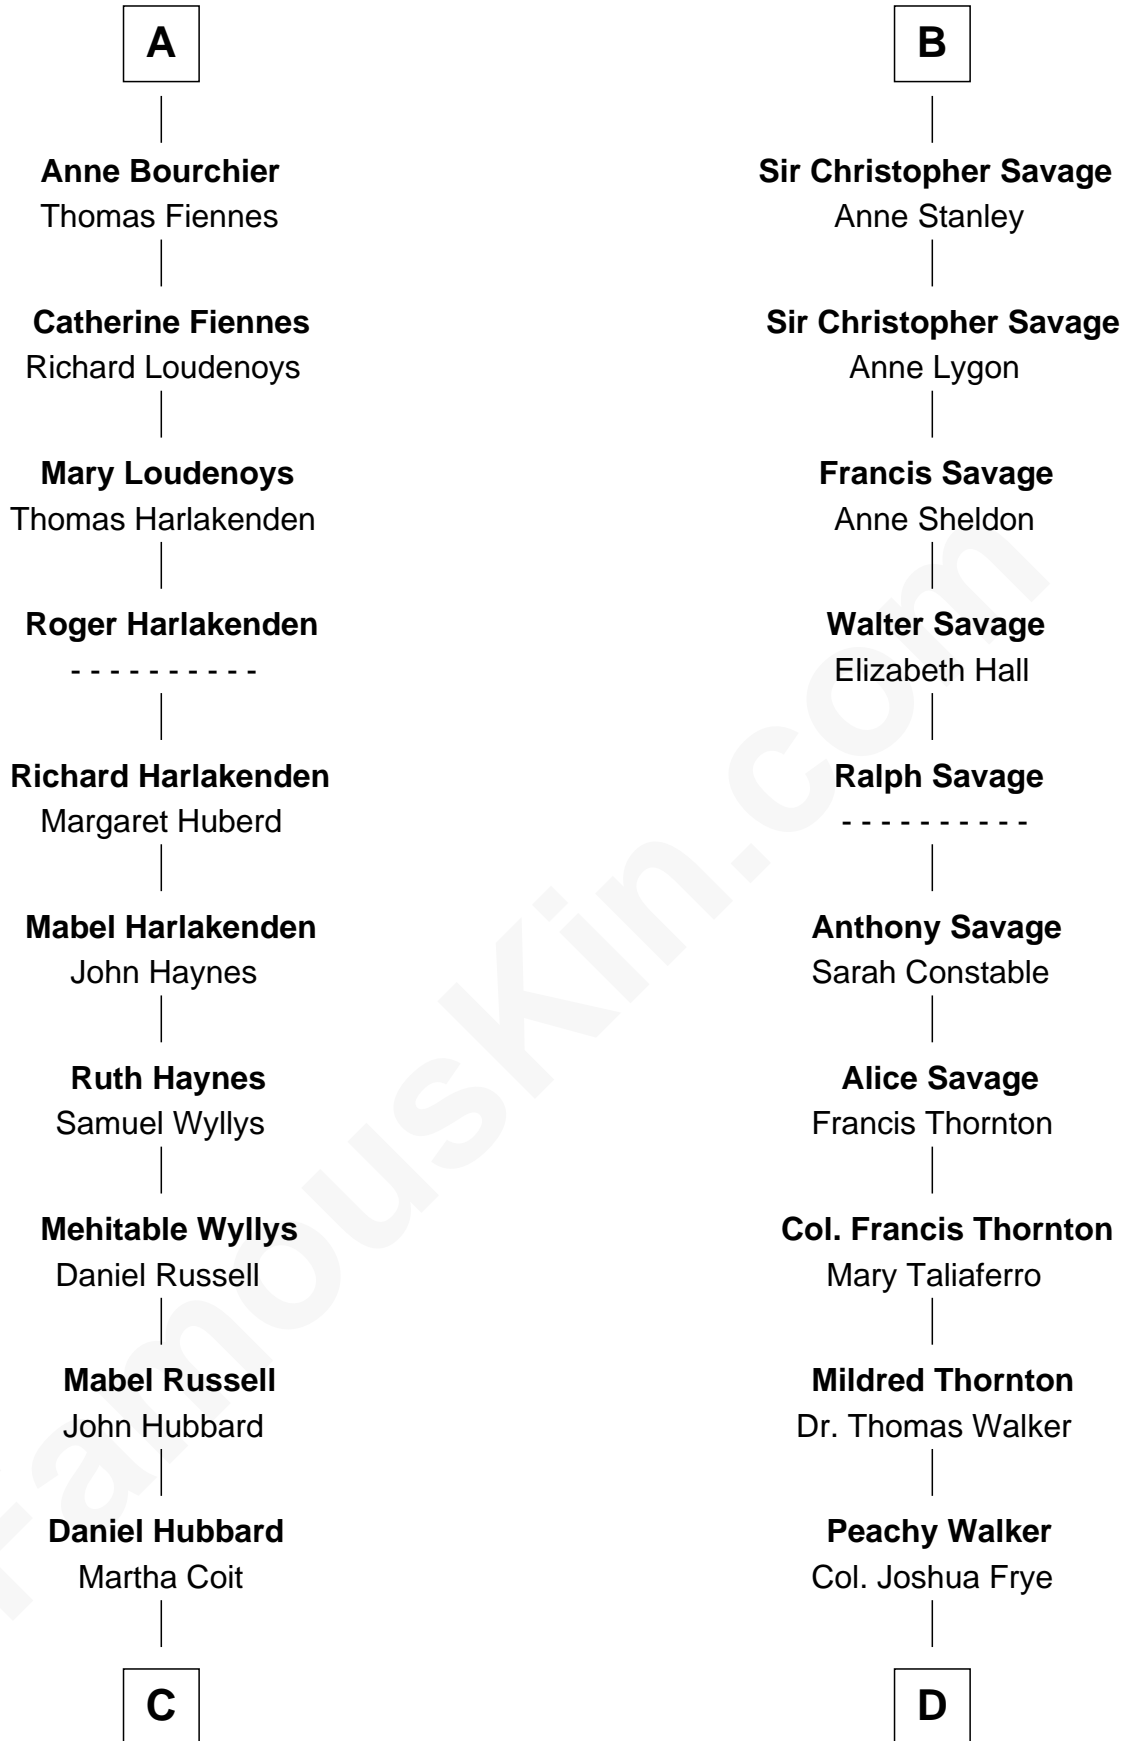 A
Anne Bourchier
Thomas Fiennes
Catherine Fiennes
Richard Loudenoys
Mary Loudenoys
Thomas Harlakenden
Roger Harlakenden
- - - - - - - - - -
Richard Harlakenden
Margaret Huberd
Mabel Harlakenden
John Haynes
Ruth Haynes
Samuel Wyllys
Mehitable Wyllys
Daniel Russell
Mabel Russell
John Hubbard
Daniel Hubbard
Martha Coit
C
B
Sir Christopher Savage
Anne Stanley
Sir Christopher Savage
Anne Lygon
Francis Savage
Anne Sheldon
Walter Savage
Elizabeth Hall
Ralph Savage
- - - - - - - - - -
Anthony Savage
Sarah Constable
Alice Savage
Francis Thornton
Col. Francis Thornton
Mary Taliaferro
Mildred Thornton
Dr. Thomas Walker
Peachy Walker
Col. Joshua Frye
D
FamousKin.com